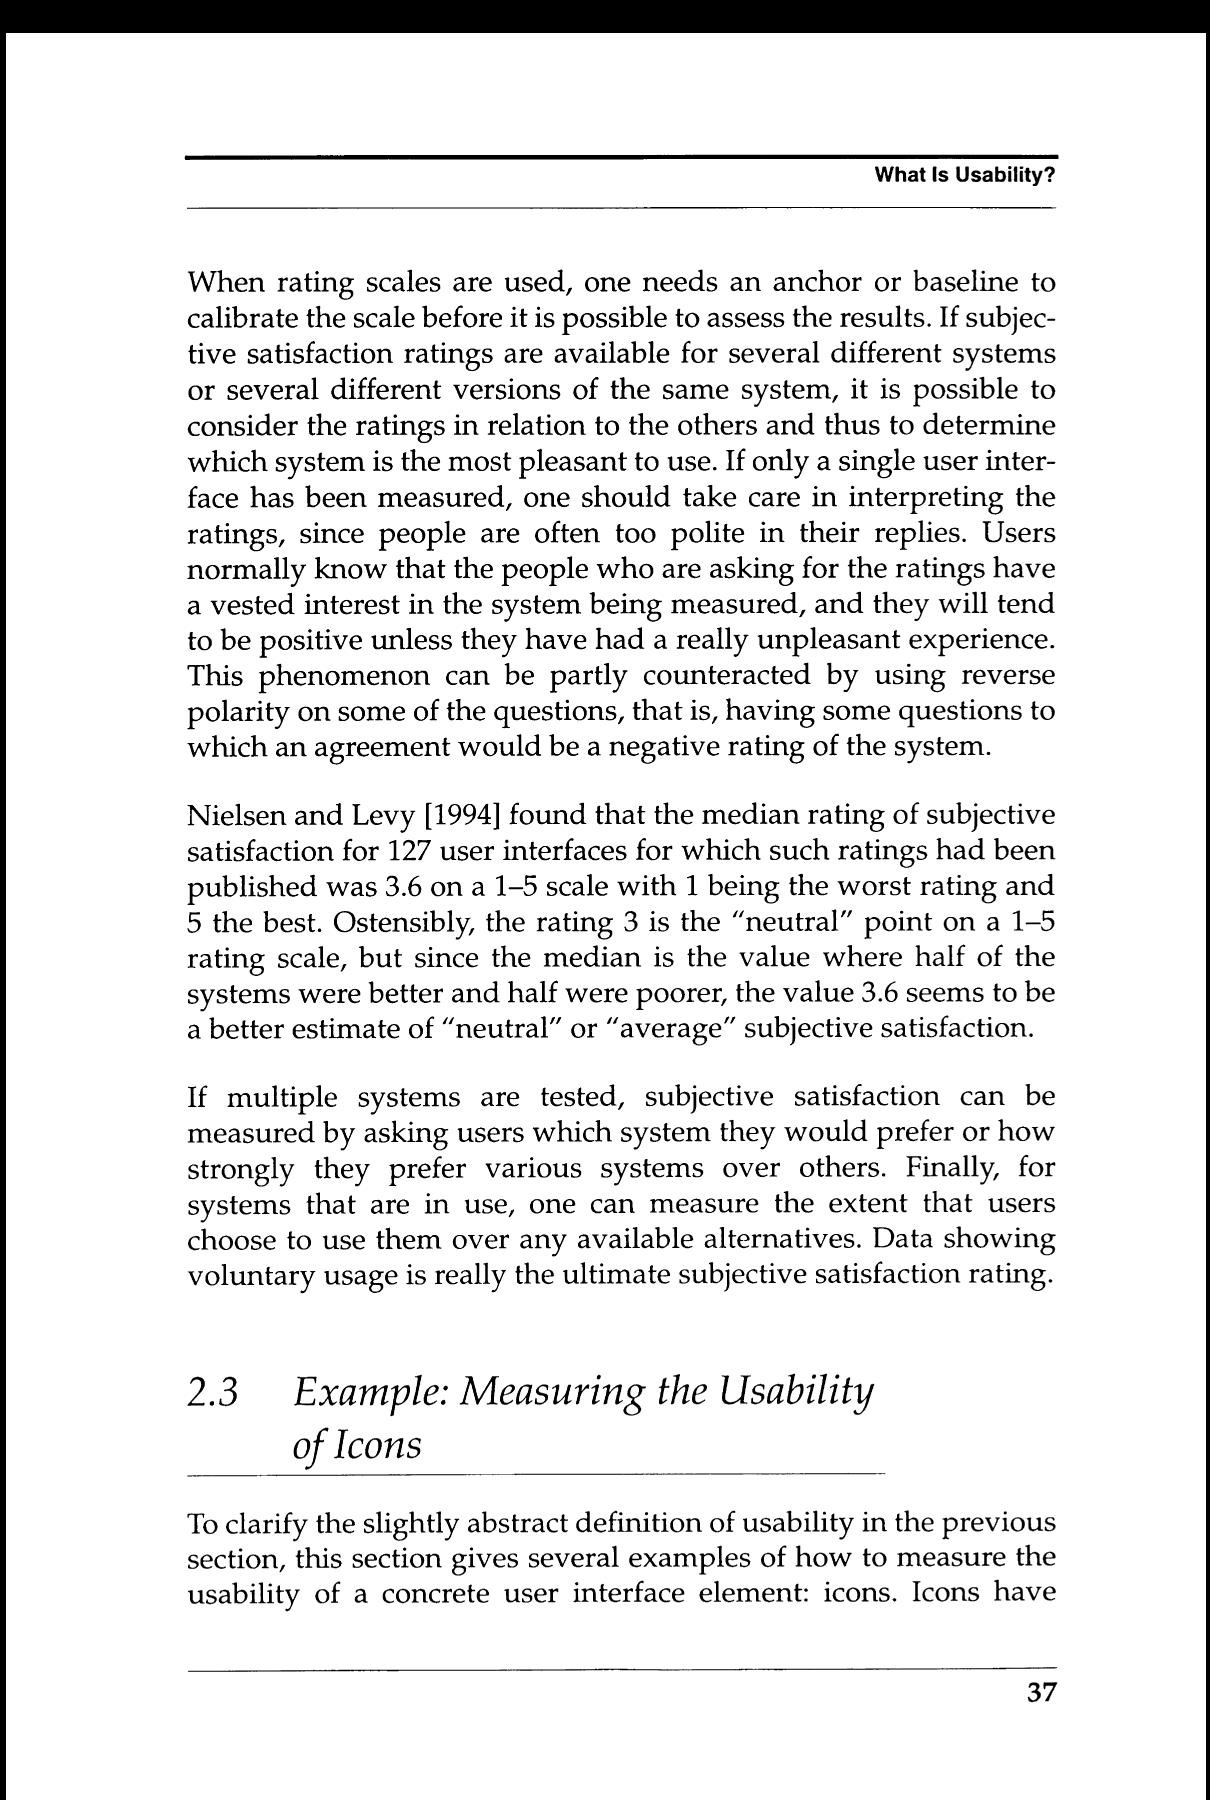 What Is Usability?
When rating scales are used, one needs an anchor or baseline to
calibrate the scale before it is possible to assess the results. If subjec-
tive satisfaction ratings are available for several different systems
or several different versions of the same system, it is possible to
consider the ratings in relation to the others and thus to determine
which system is the most pleasant to use. If only a single user inter-
face has been measured, one should take care in interpreting the
ratings, since people are often too polite in their replies. Users
normally know that the people who are asking for the ratings have
a vested interest in the system being measured, and they will tend
to be positive unless they have had a really unpleasant experience.
This phenomenon can be partly counteracted by using reverse
polarity on some of the questions, that is, having some questions to
which an agreement would be a negative rating of the system.
Nielsen and Levy [1994] found that the median rating of subjective
satisfaction for 127 user interfaces for which such ratings had been
published was 3.6 on a 1–5 scale with 1 being the worst rating and
5 the best. Ostensibly, the rating 3 is the "neutral" point on a 1–5
rating scale, but since the median is the value where half of the
systems were better and half were poorer, the value 3.6 seems to be
a better estimate of "neutral" or "average" subjective satisfaction.
If multiple systems are tested, subjective satisfaction can be
measured by asking users which system they would prefer or how
strongly they prefer various systems over others. Finally, for
systems that are in use, one can measure the extent that users
choose to use them over any available alternatives. Data showing
voluntary usage is really the ultimate subjective satisfaction rating.
2.3 Example: Measuring the Usability
of Icons
To clarify the slightly abstract definition of usability in the previous
section, this section gives several examples of how to measure the
usability of a concrete user interface element: icons. Icons have
37